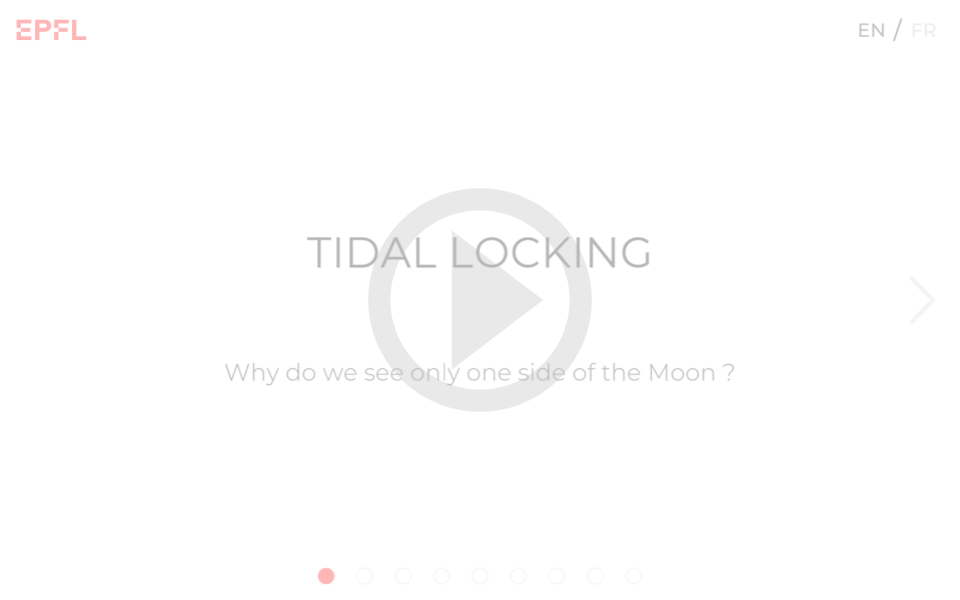 EPFL
EN / FR
TIDAL LOCKING
Why do we see only one side of the Moon ?